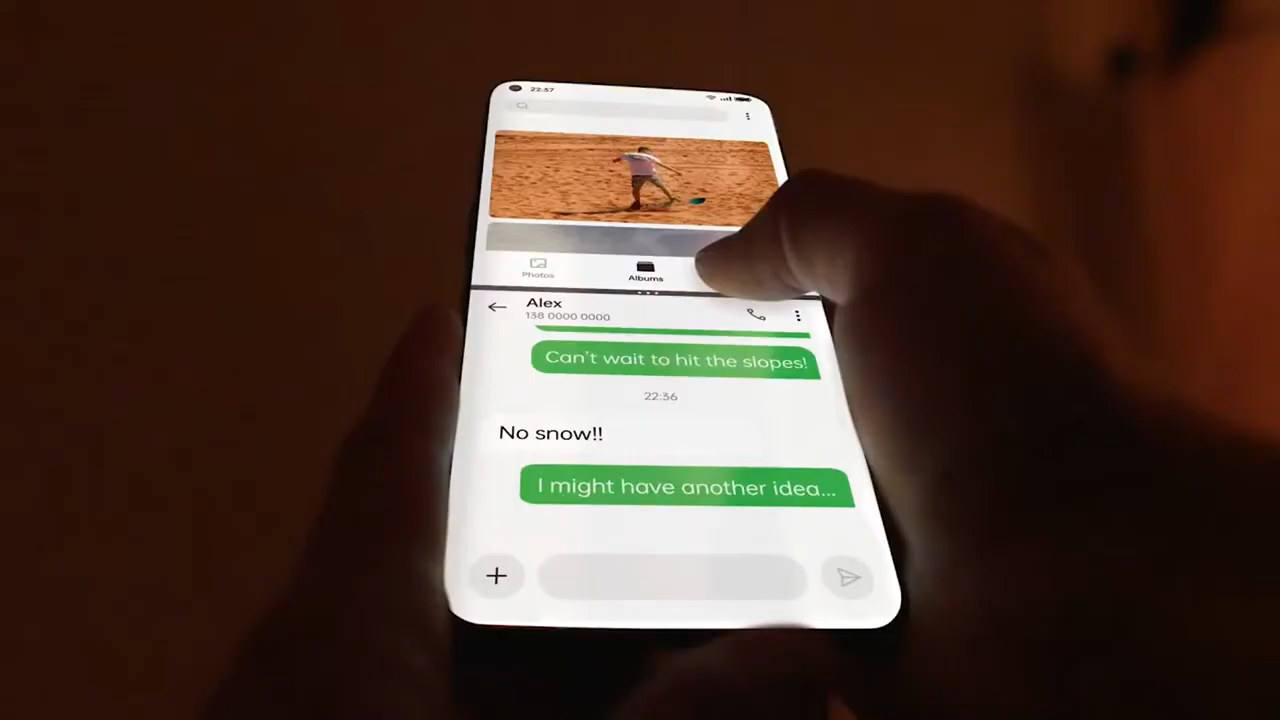 22:37
Photos
Albums
Alex
138 0000 0000
Can't wait to hit the slopes!
22:36
No snow!!
I might have another idea...